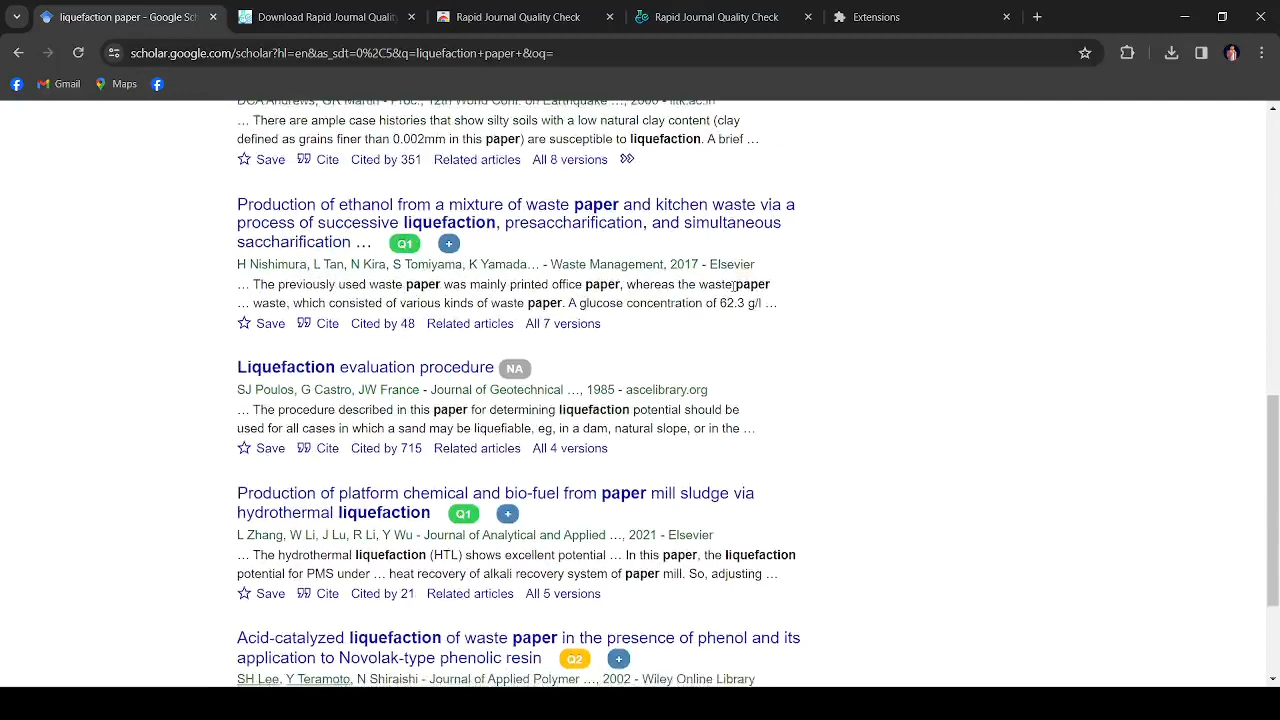 liquefaction paper - Google Sch
Download Rapid Journal Quality
Rapid Journal Quality Check
Rapid Journal Quality Check
Extensions
scholar.google.com/scholar?hl=en&as_sdt=0%2C5&q=liquefaction+paper+&oq=
Gmail
Maps
DCA Andrews, GR Martin - Proc., 12th World Conf. on Earthquake …, 2000 - iitk.ac.in
… There are ample case histories that show silty soils with a low natural clay content (clay
defined as grains finer than 0.002mm in this paper) are susceptible to liquefaction. A brief …
Save Cite Cited by 351 Related articles All 8 versions
Production of ethanol from a mixture of waste paper and kitchen waste via a
process of successive liquefaction, presaccharification, and simultaneous
saccharification … Q1 +
H Nishimura, L Tan, N Kira, S Tomiyama, K Yamada… - Waste Management, 2017 - Elsevier
… The previously used waste paper was mainly printed office paper, whereas the waste paper
… waste, which consisted of various kinds of waste paper. A glucose concentration of 62.3 g/l …
Save Cite Cited by 48 Related articles All 7 versions
Liquefaction evaluation procedure NA
SJ Poulos, G Castro, JW France - Journal of Geotechnical …, 1985 - ascelibrary.org
… The procedure described in this paper for determining liquefaction potential should be
used for all cases in which a sand may be liquefiable, eg, in a dam, natural slope, or in the …
Save Cite Cited by 715 Related articles All 4 versions
Production of platform chemical and bio-fuel from paper mill sludge via
hydrothermal liquefaction Q1 +
L Zhang, W Li, J Lu, R Li, Y Wu - Journal of Analytical and Applied …, 2021 - Elsevier
… The hydrothermal liquefaction (HTL) shows excellent potential … In this paper, the liquefaction
potential for PMS under … heat recovery of alkali recovery system of paper mill. So, adjusting …
Save Cite Cited by 21 Related articles All 5 versions
Acid-catalyzed liquefaction of waste paper in the presence of phenol and its
application to Novolak-type phenolic resin Q2 +
SH Lee, Y Teramoto, N Shiraishi - Journal of Applied Polymer …, 2002 - Wiley Online Library